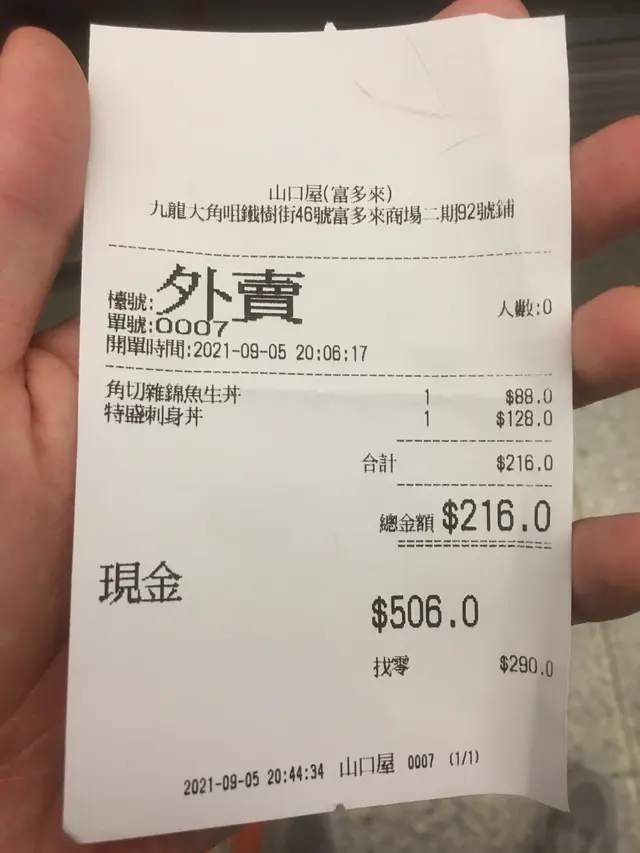 山口屋(富多來)
九龍大角咀鐵樹街46號富多來商場二期92號鋪
檯號:外賣 人數:0
單號:0007
開單時間:2021-09-05 20:06:17
角切雜錦魚生丼 1 $88.0
特盛刺身丼 1 $128.0
合計 $216.0
總金額 $216.0
現金 $506.0
找零 $290.0
2021-09-05 20:44:34 山口屋 0007 (1/1)